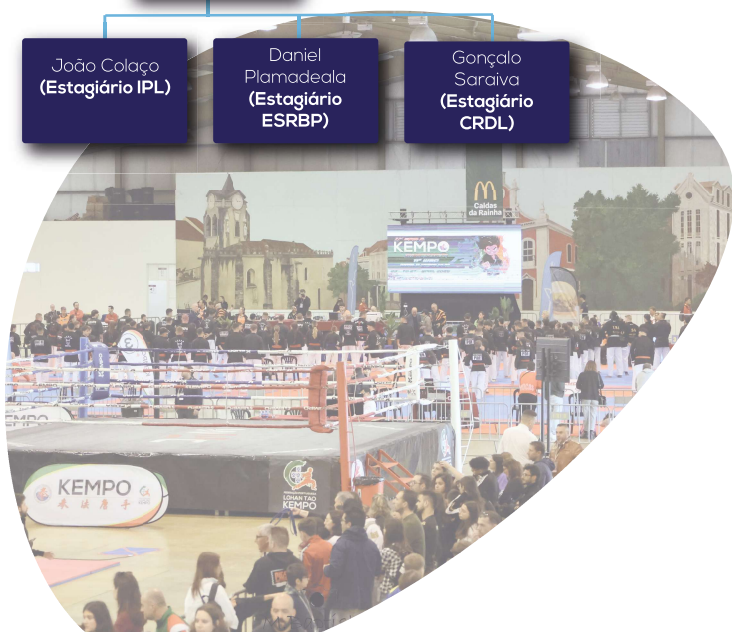 João Colaço
(Estagiário IPL)
Daniel
Plamadeala
(Estagiário
ESRBP)
Gonçalo
Saraiva
(Estagiário
CRDL)
Caldas
da Rainha
KEMPO
KEMPO
LOHAN TAO
KEMPO